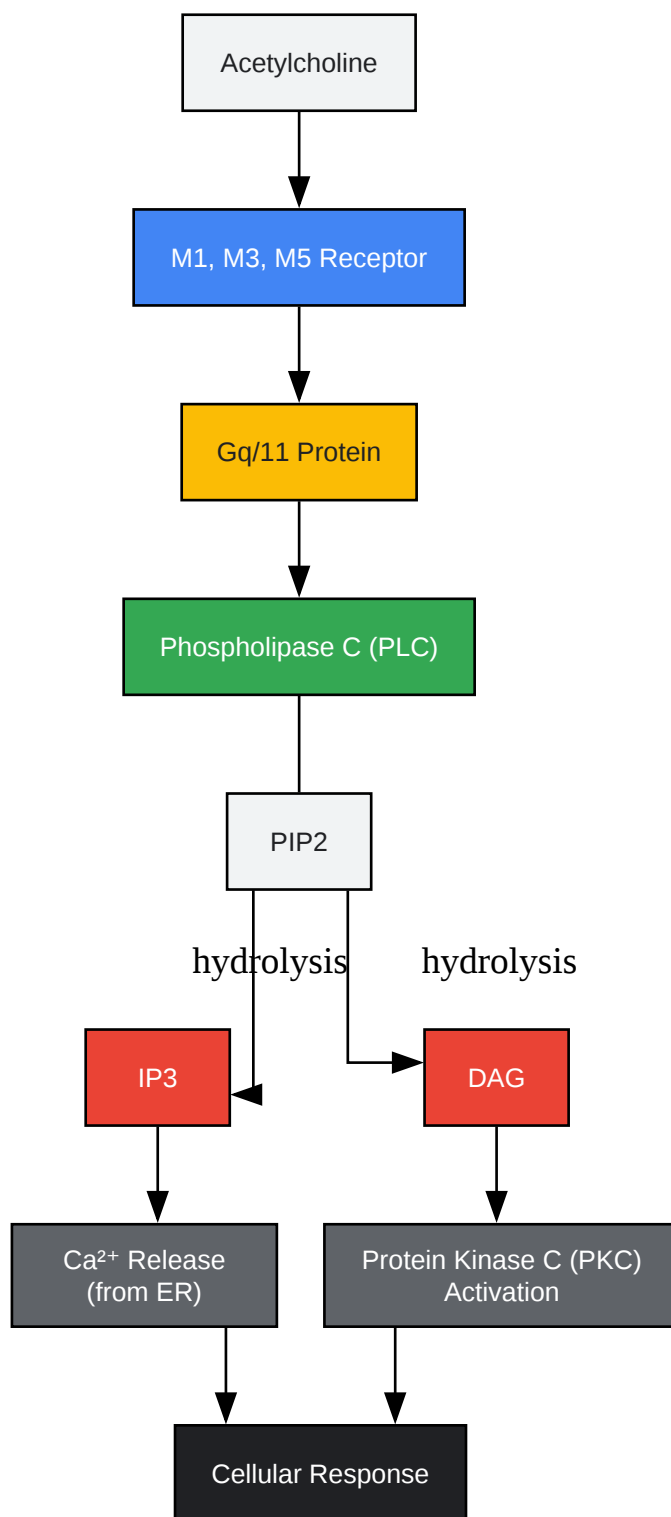 Acetylcholine
M1, M3, M5 Receptor
Gq/11 Protein
Phospholipase C (PLC)
PIP2
hydrolysis
hydrolysis
IP3
DAG
Ca²⁺ Release
(from ER)
Protein Kinase C (PKC)
Activation
Cellular Response